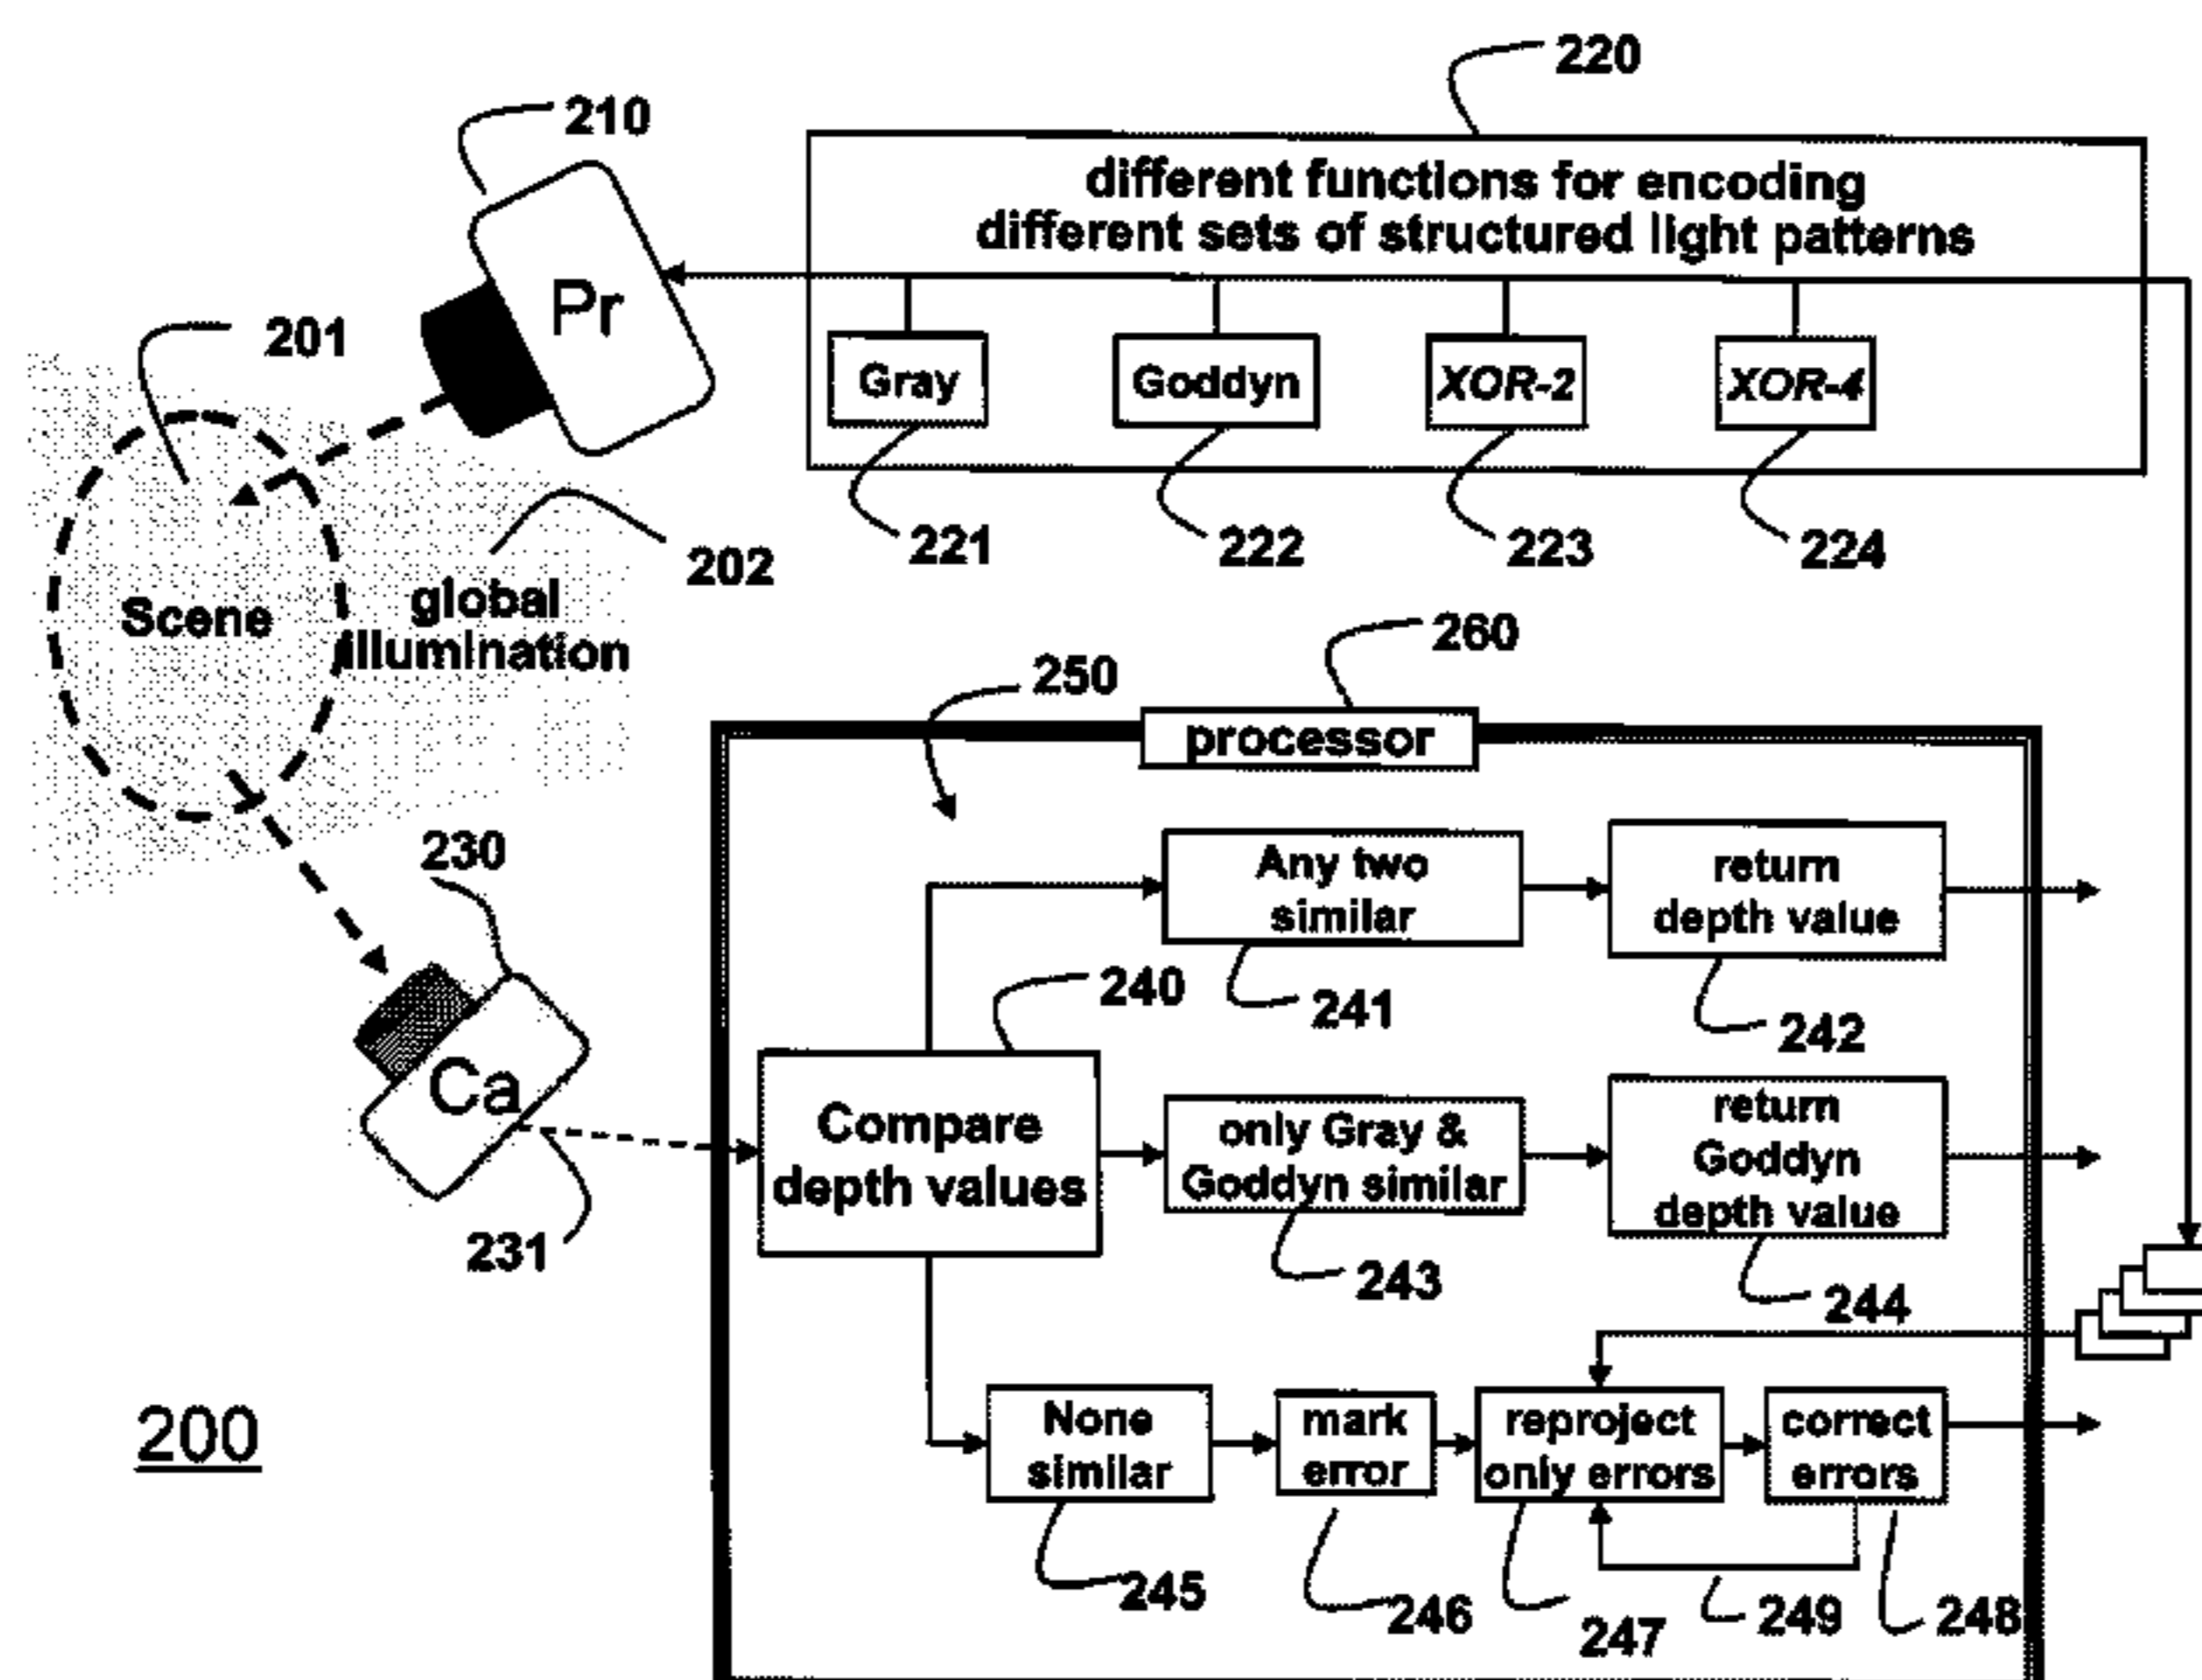 220
210
different functions for encoding
different sets of structured light patterns
Pr
201
Gray
Goddyn
XOR-2
XOR-4
221
222
223
224
202
Scene
global
illumination
260
250
processor
230
Any two
similar
return
depth value
240
241
242
Ca
Compare
depth values
only Gray &
Goddyn similar
return
Goddyn
depth value
231
243
244
200
None
similar
mark
error
reproject
only errors
correct
errors
245
246
247
249
248